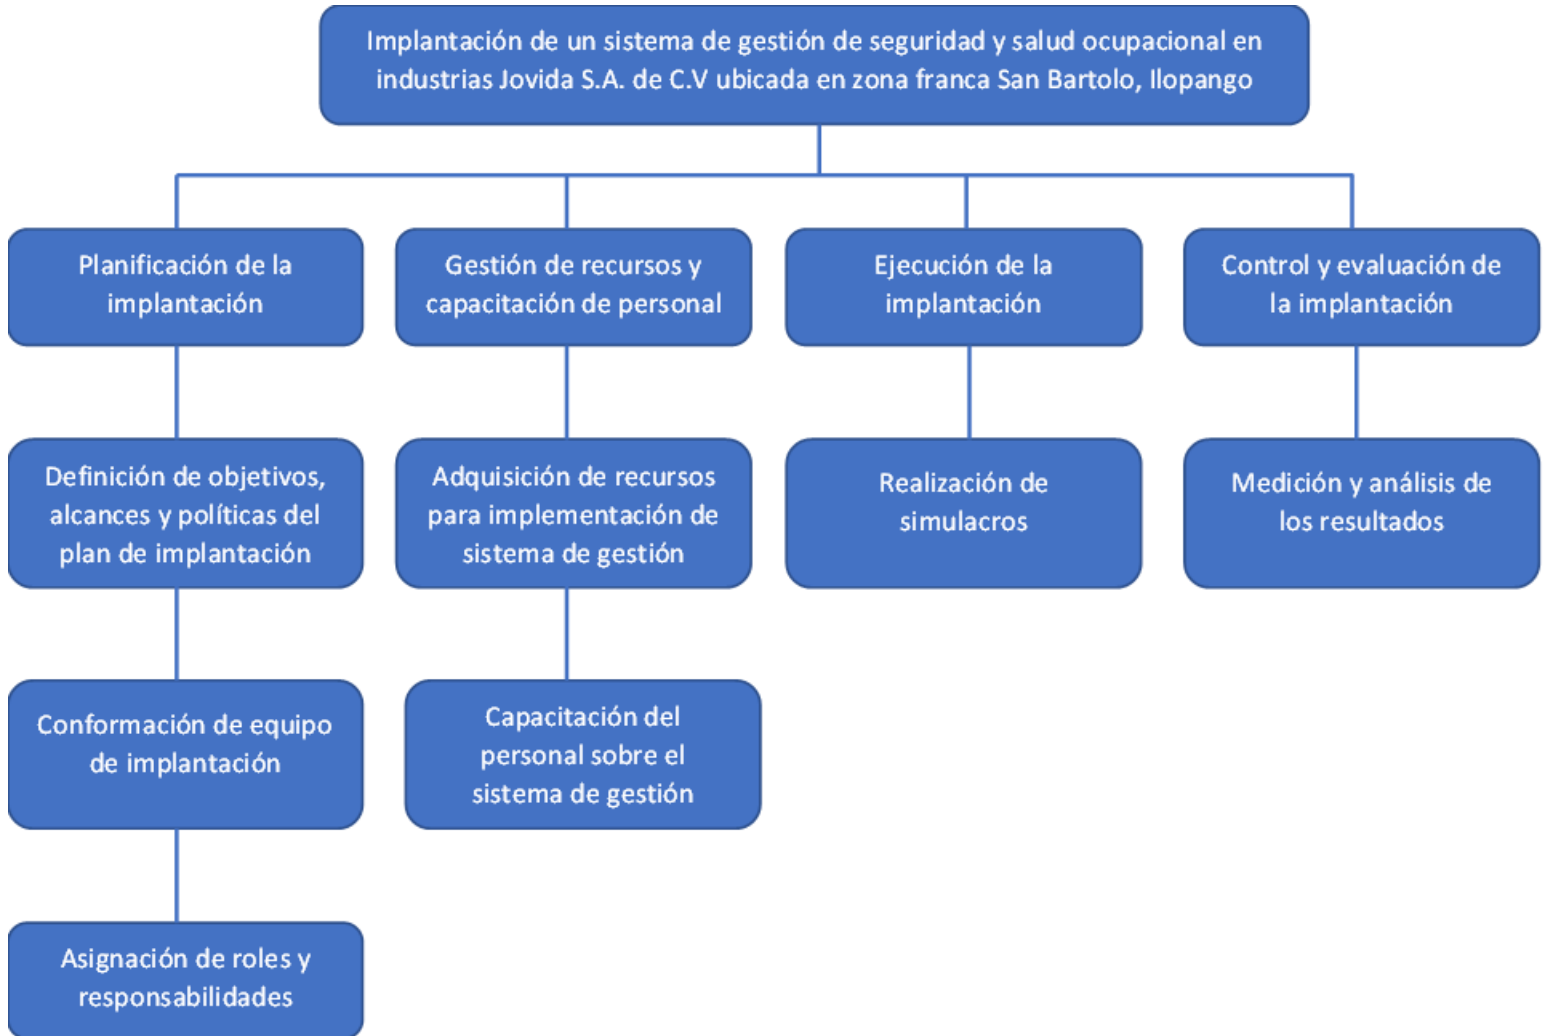 Implantación de un sistema de gestión de seguridad y salud ocupacional en
industrias Jovida S.A. de C.V ubicada en zona franca San Bartolo, Ilopango
Planificación de la
implantación
Gestión de recursos y
capacitación de personal
Ejecución de la
implantación
Control y evaluación de
la implantación
Definición de objetivos,
alcances y políticas del
plan de implantación
Adquisición de recursos
para implementación de
sistema de gestión
Realización de
simulacros
Medición y análisis de
los resultados
Conformación de equipo
de implantación
Capacitación del
personal sobre el
sistema de gestión
Asignación de roles y
responsabilidades